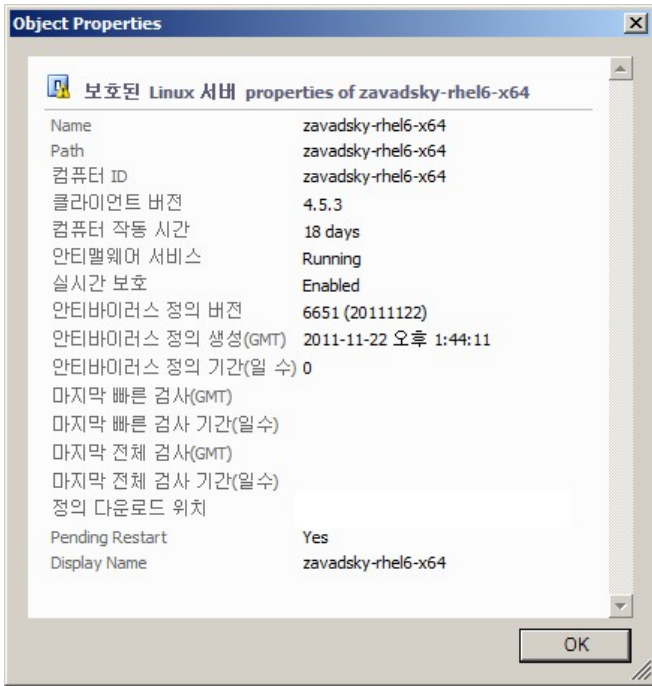 Object Properties
보호된 Linux 서버 properties of zavadsky-rhel6-x64
Name zavadsky-rhel6-x64
Path zavadsky-rhel6-x64
컴퓨터 ID zavadsky-rhel6-x64
클라이언트 버전 4.5.3
컴퓨터 작동 시간 18 days
안티맬웨어 서비스 Running
실시간 보호 Enabled
안티바이러스 정의 버전 6651 (20111122)
안티바이러스 정의 생성(GMT) 2011-11-22 오후 1:44:11
안티바이러스 정의 기간(일 수) 0
마지막 빠른 검사(GMT)
마지막 빠른 검사 기간(일수)
마지막 전체 검사(GMT)
마지막 전체 검사 기간(일수)
정의 다운로드 위치
Pending Restart Yes
Display Name zavadsky-rhel6-x64
OK